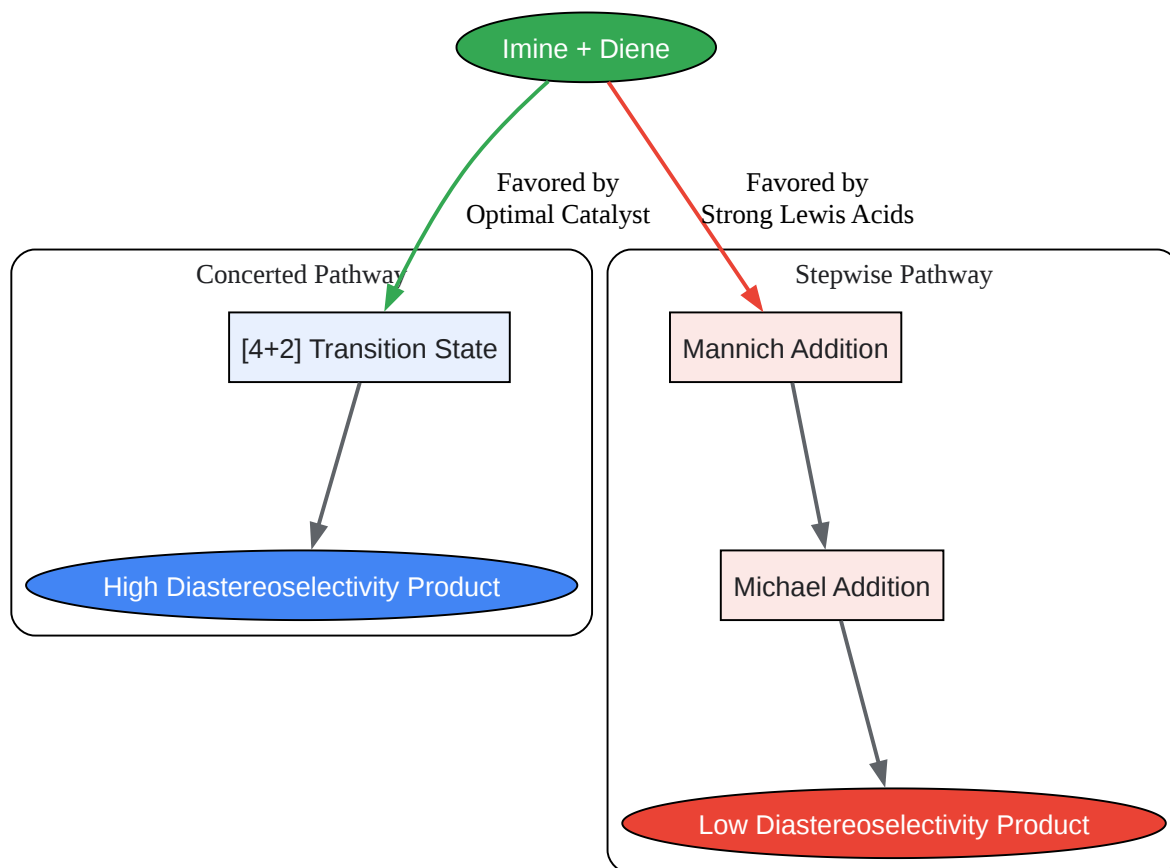 Imine + Diene
Favored by
Optimal Catalyst
Favored by
Strong Lewis Acids
Concerted Pathway
Stepwise Pathway
[4+2] Transition State
Mannich Addition
High Diastereoselectivity Product
Michael Addition
Low Diastereoselectivity Product